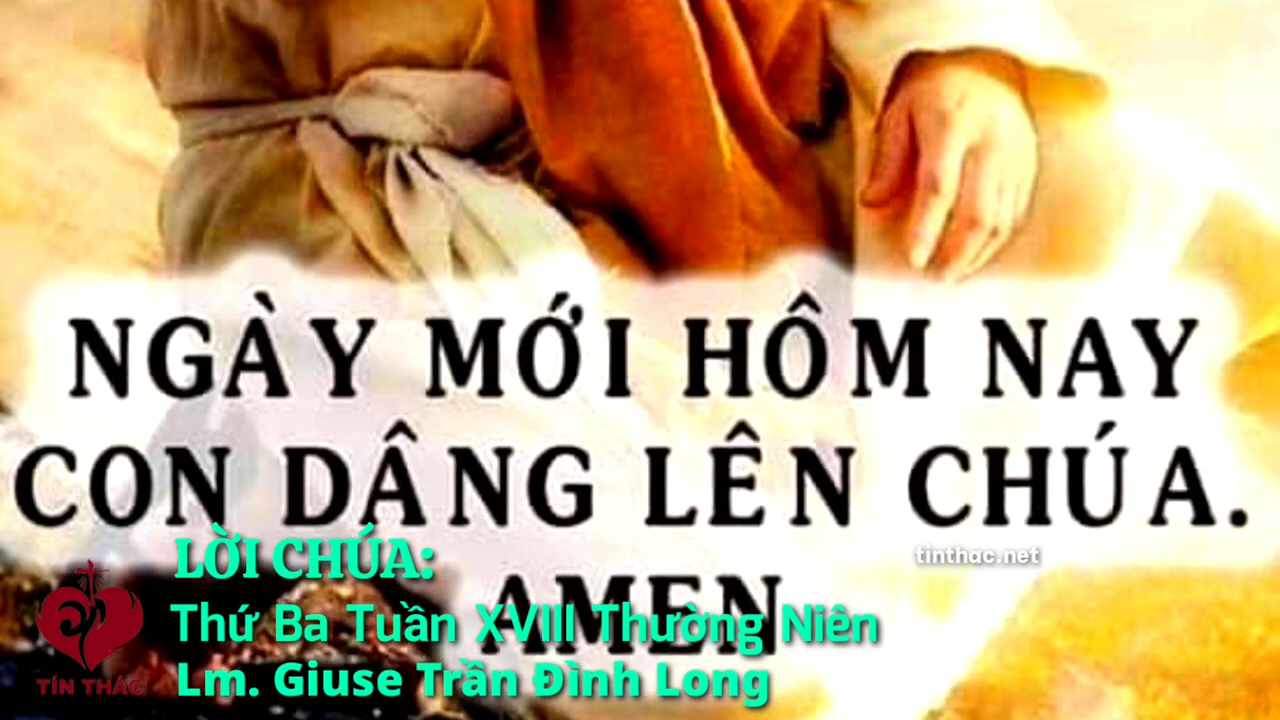 NGÀY MỚI HÔM NAY
CON DÂNG LÊN CHÚA.
AMEN
LỜI CHÚA:
tinthac.net
Thứ Ba Tuần XVIII Thường Niên
Lm. Giuse Trần Đình Long
TÍN THÁC